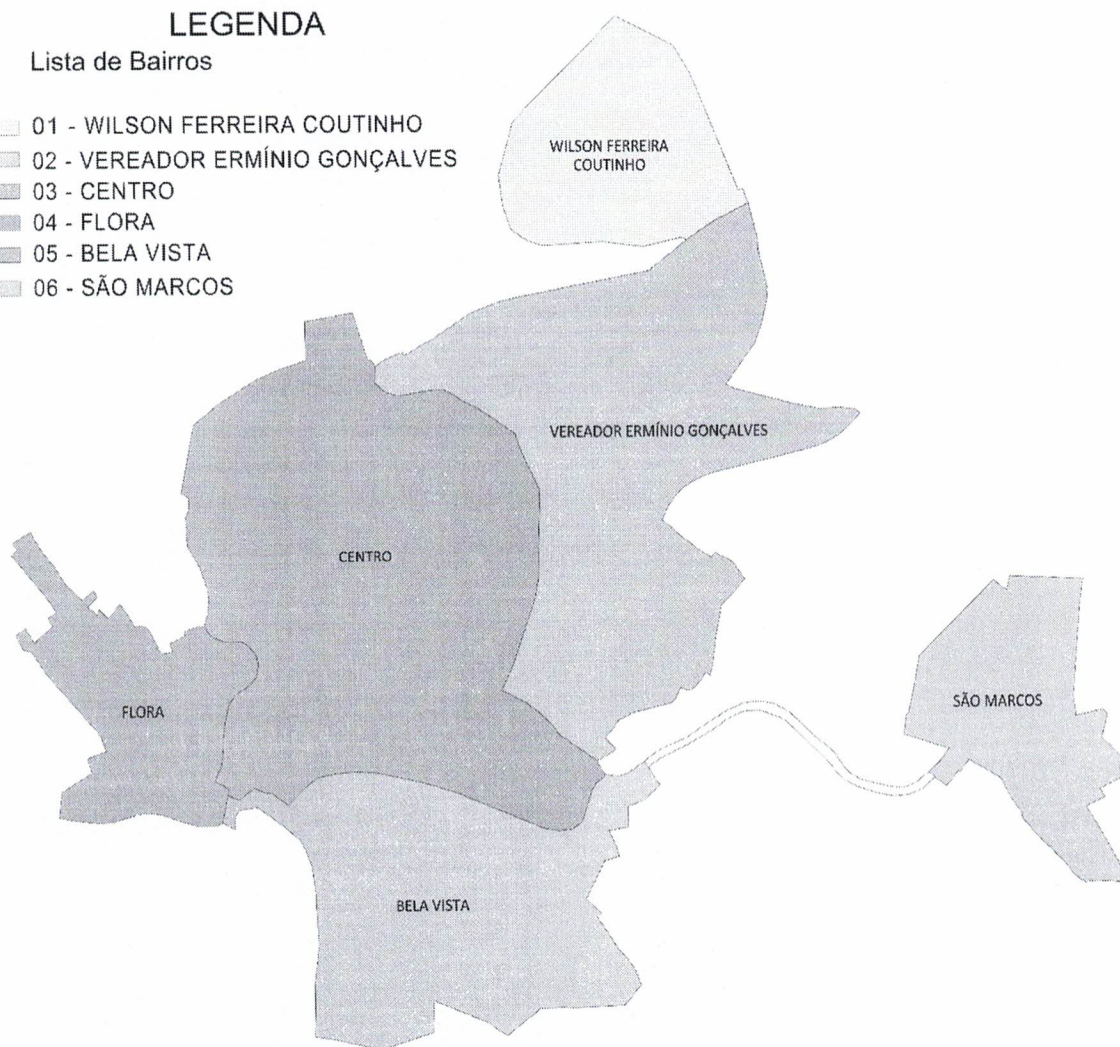 LEGENDA
Lista de Bairros
01 - WILSON FERREIRA COUTINHO
02 - VEREADOR ERMÍNIO GONÇALVES
03 - CENTRO
04 - FLORA
05 - BELA VISTA
06 - SÃO MARCOS
WILSON FERREIRA
COUTINHO
VEREADOR ERMÍNIO GONÇALVES
CENTRO
FLORA
SÃO MARCOS
BELA VISTA